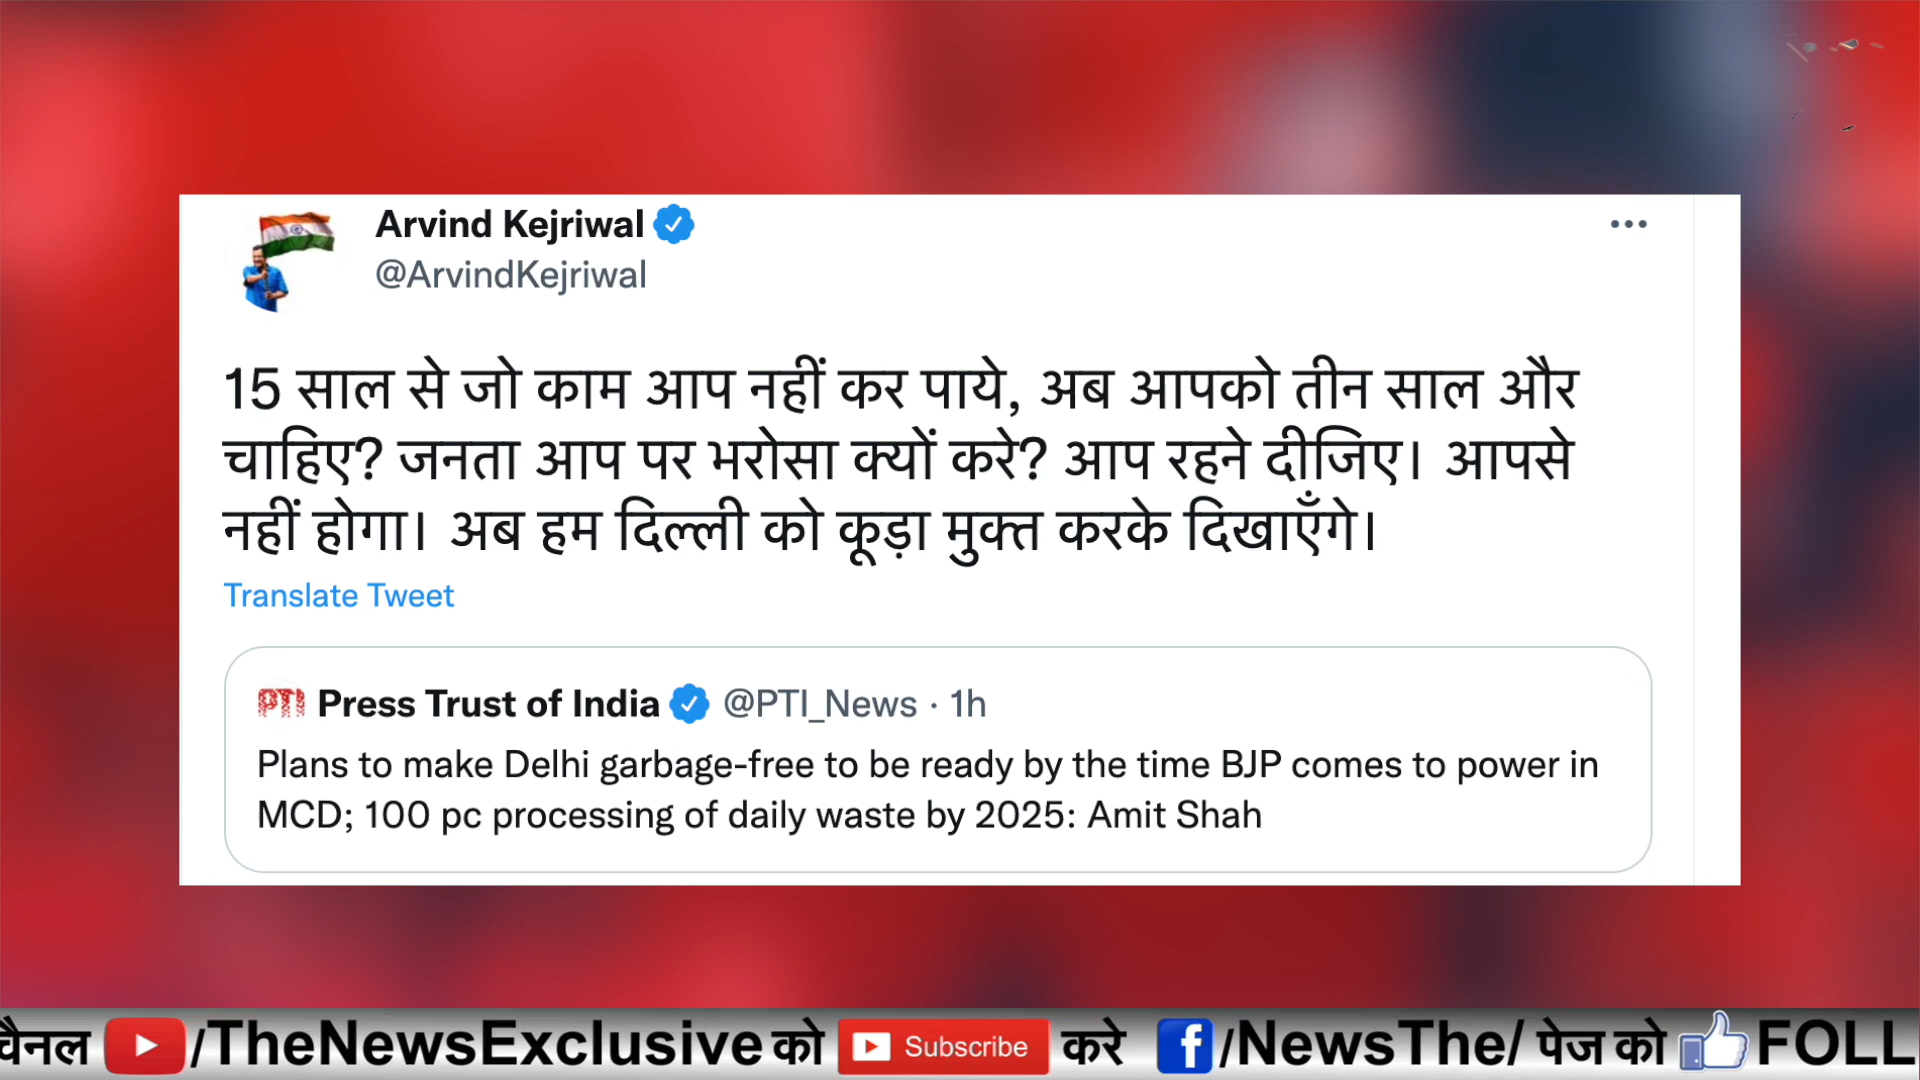 Arvind Kejriwal
@ArvindKejriwal
15 साल से जो काम आप नहीं कर पाये, अब आपको तीन साल और
चाहिए? जनता आप पर भरोसा क्यों करे? आप रहने दीजिए। आपसे
नहीं होगा। अब हम दिल्ली को कूड़ा मुक्त करके दिखाएँगे।
Translate Tweet
PTI Press Trust of India @PTI_News · 1h
Plans to make Delhi garbage-free to be ready by the time BJP comes to power in
MCD; 100 pc processing of daily waste by 2025: Amit Shah
चैनल /TheNewsExclusive को Subscribe करे f/NewsThe/ पेज को FOLL